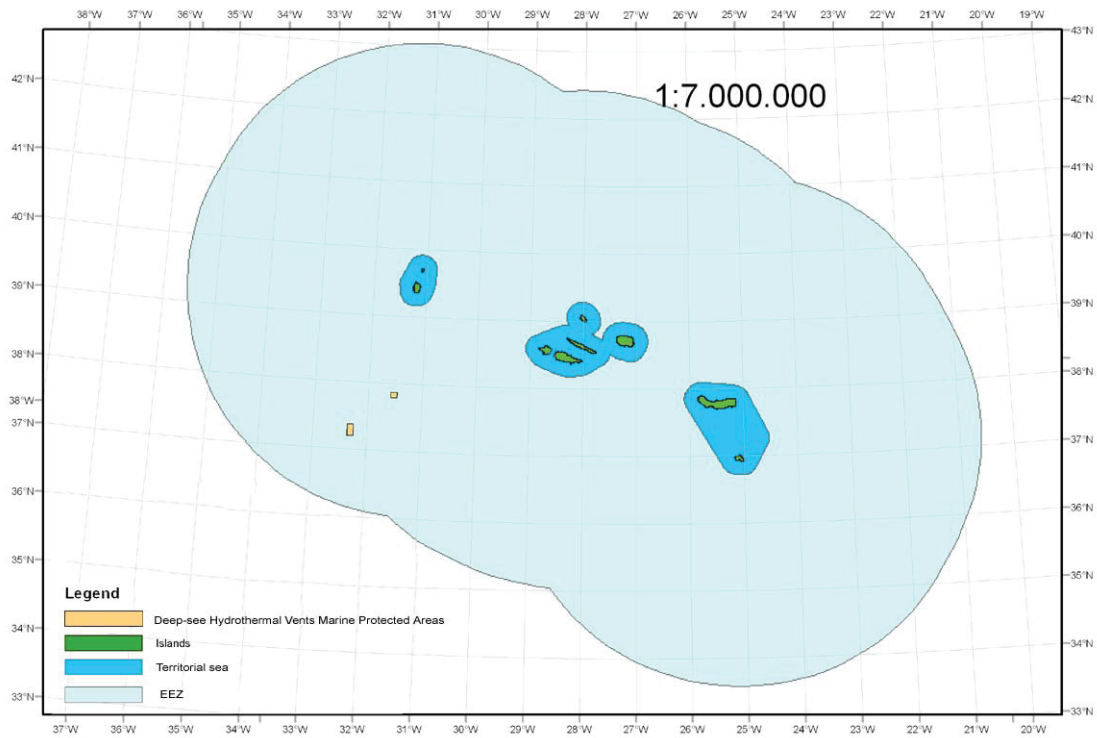 38°W 37°W 36°W 35°W 34°W 33°W 32°W 31°W 30°W 29°W 28°W 27°W 26°W 25°W 24°W 23°W 22°W 21°W 20°W 19°W
43°N
42°N 42°N
1:7.000.000
41°N 41°N
40°N 40°N
39°N 39°N
38°N 38°N
38°W
37°N 37°N
36°N 36°N
35°N 35°N
Legend
Deep-see Hydrothermal Vents Marine Protected Areas
34°N 34°N
Islands
Territorial sea
EEZ
33°N 33°N
37°W 36°W 35°W 34°W 33°W 32°W 31°W 30°W 29°W 28°W 27°W 26°W 25°W 24°W 23°W 22°W 21°W 20°W